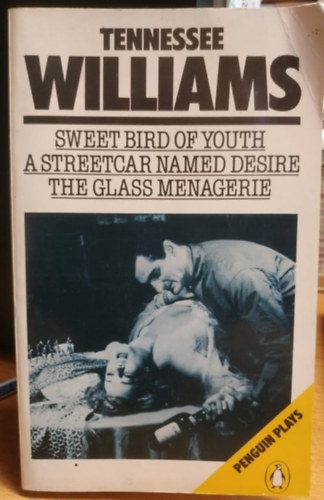 TENNESSEE
WILLIAMS
SWEET BIRD OF YOUTH
A STREETCAR NAMED DESIRE
THE GLASS MENAGERIE
PENGUIN PLAYS